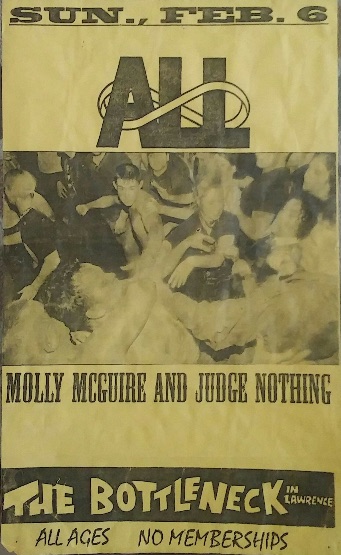 SUN., FEB. 6
ALL
MOLLY MCGUIRE AND JUDGE NOTHING
THE BOTTLENECK IN LAWRENCE
ALL AGES NO MEMBERSHIPS